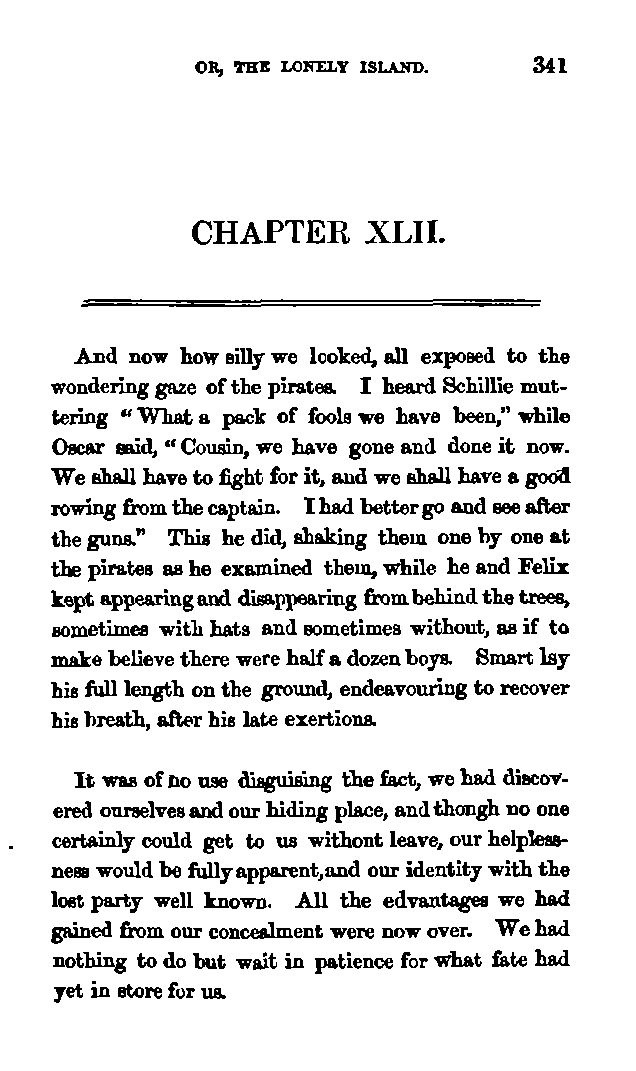 OR, THE LONELY ISLAND. 341
CHAPTER XLII.
And now how silly we looked, all exposed to the
wondering gaze of the pirates. I heard Schillie mut-
tering "What a pack of fools we have been," while
Oscar said, "Cousin, we have gone and done it now.
We shall have to fight for it, and we shall have a good
rowing from the captain. I had better go and see after
the guns." This he did, shaking them one by one at
the pirates as he examined them, while he and Felix
kept appearing and disappearing from behind the trees,
sometimes with hats and sometimes without, as if to
make believe there were half a dozen boys. Smart lay
his full length on the ground, endeavouring to recover
his breath, after his late exertions.
It was of no use disguising the fact, we had discov-
ered ourselves and our hiding place, and though no one
certainly could get to us without leave, our helpless-
ness would be fully apparent, and our identity with the
lost party well known. All the edvantages we had
gained from our concealment were now over. We had
nothing to do but wait in patience for what fate had
yet in store for us.